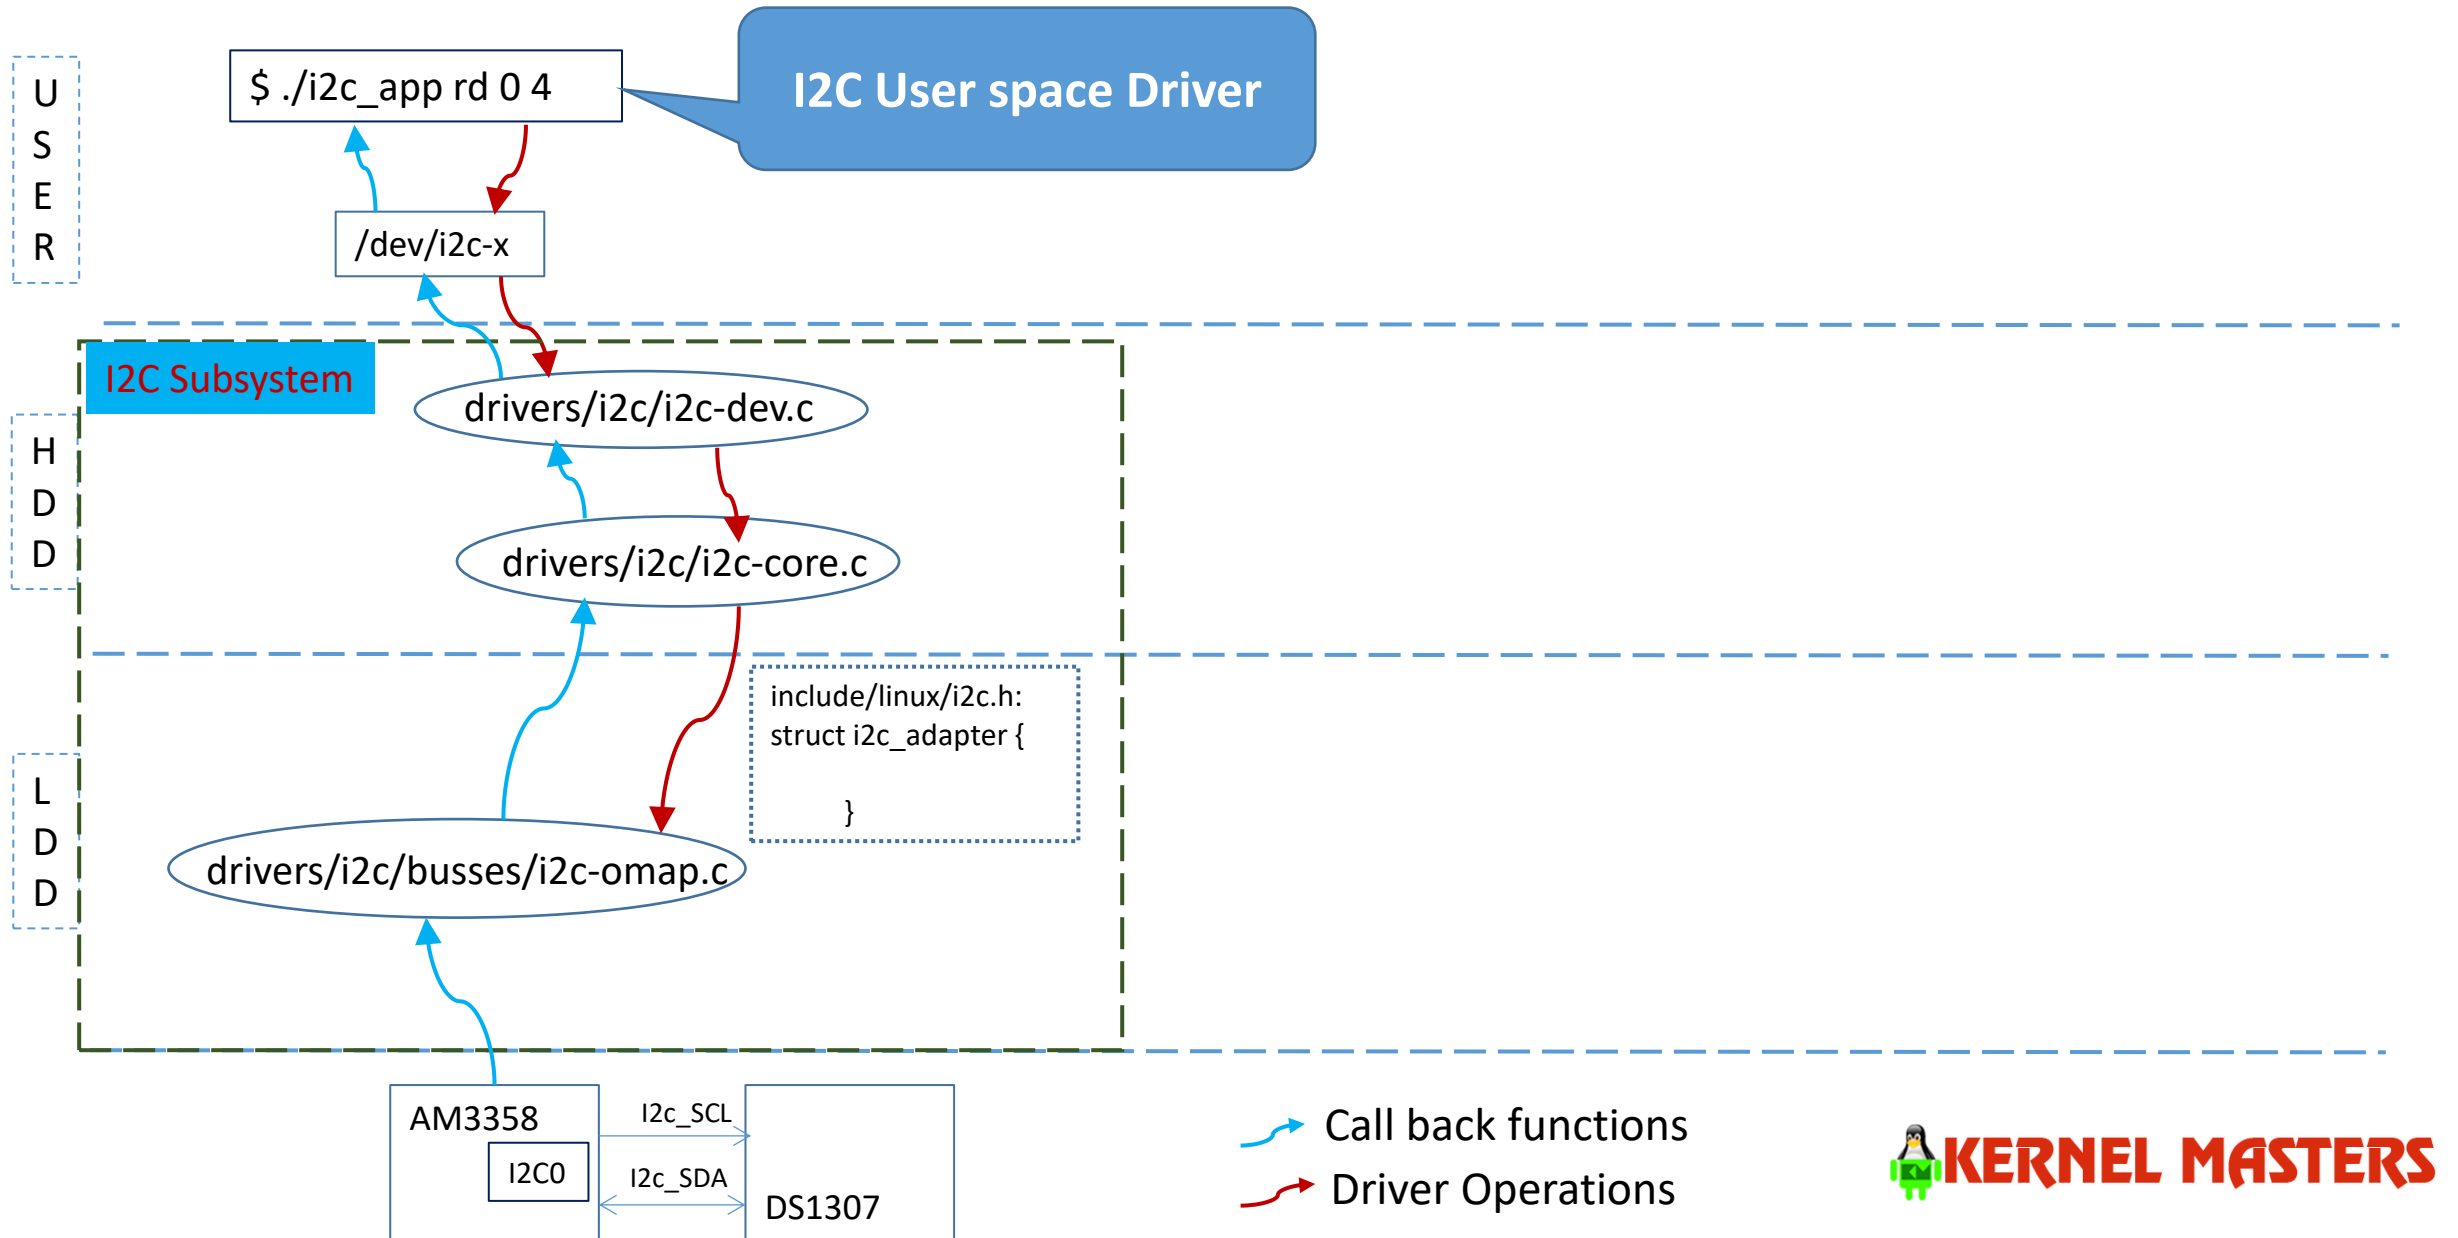 I2C User space Driver
$ ./i2c_app rd 0 4
U
S
E
R
/dev/i2c-x
I2C Subsystem
drivers/i2c/i2c-dev.c
H
D
D
drivers/i2c/i2c-core.c
include/linux/i2c.h:
struct i2c_adapter {
}
L
D
D
drivers/i2c/busses/i2c-omap.c
AM3358
I2C0
I2c_SCL
I2c_SDA
DS1307
Call back functions
Driver Operations
KERNEL MASTERS